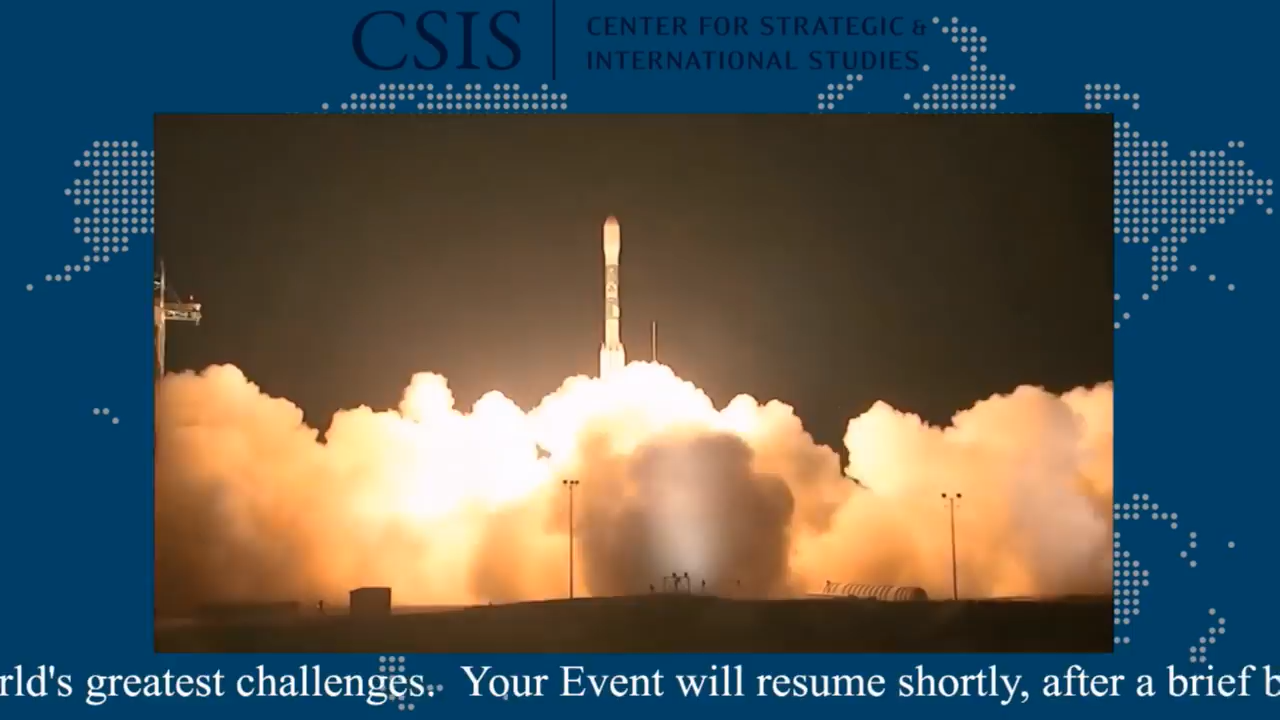 CSIS
CENTER FOR STRATEGIC &
INTERNATIONAL STUDIES
rld's greatest challenges. Your Event will resume shortly, after a brief b